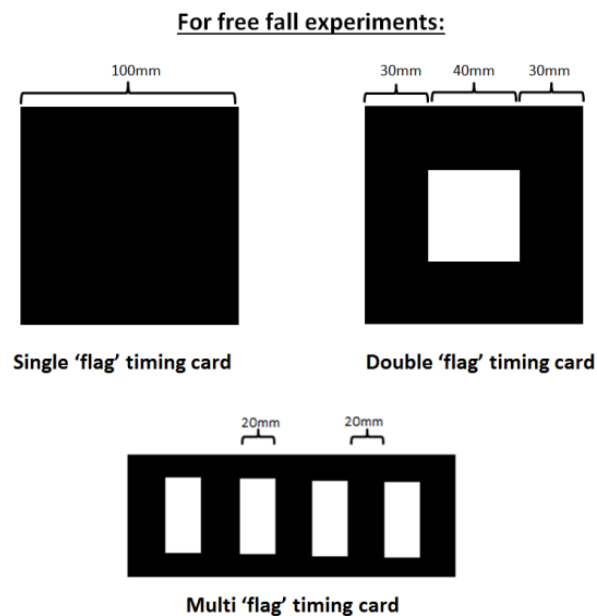 For free fall experiments:
100mm
30mm 40mm 30mm
Single ‘flag’ timing card
Double ‘flag’ timing card
20mm 20mm
Multi ‘flag’ timing card